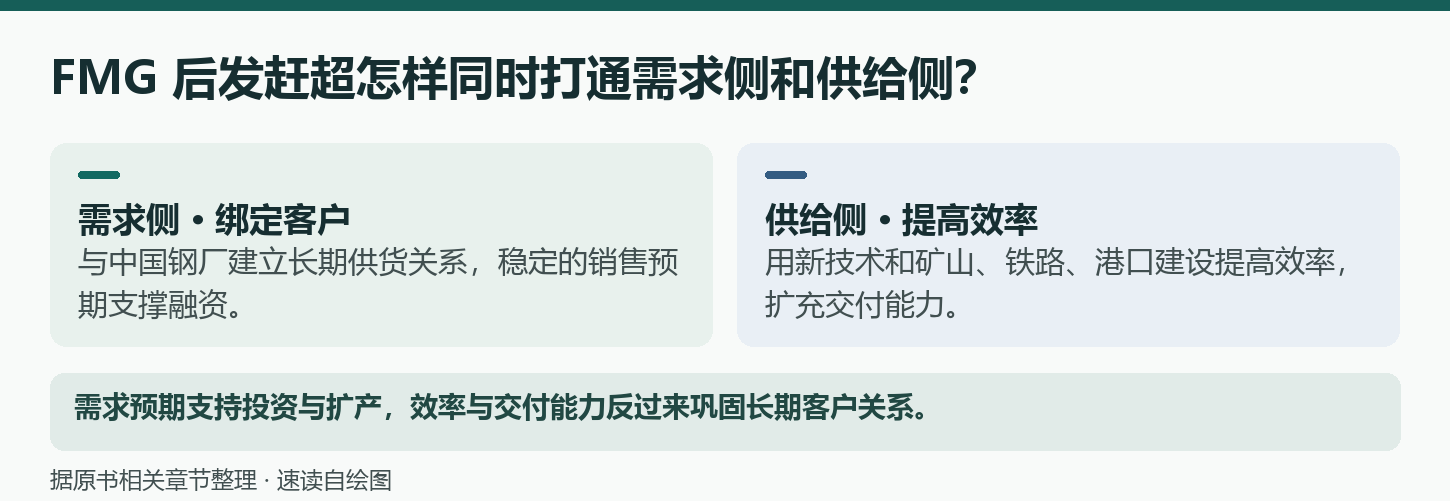 FMG 后发赶超怎样同时打通需求侧和供给侧?
需求侧·绑定客户
与中国钢厂建立长期供货关系，稳定的销售预
期支撑融资。
供给侧·提高效率
用新技术和矿山、铁路、港口建设提高效率，
扩充交付能力。
需求预期支持投资与扩产，效率与交付能力反过来巩固长期客户关系。
据原书相关章节整理·速读自绘图